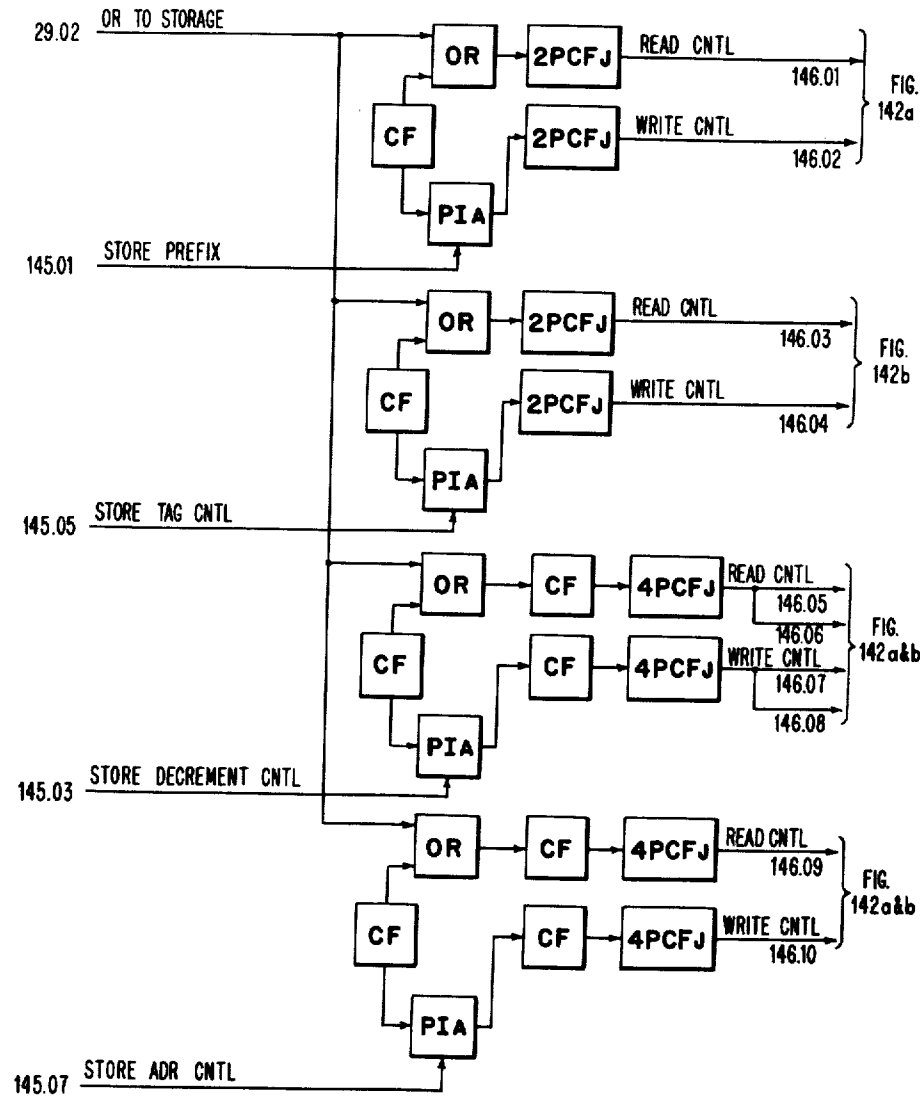 29.02 OR TO STORAGE
OR 2PCFJ READ CNTL
146.01
FIG.
142a
CF 2PCFJ WRITE CNTL
146.02
PIA
145.01 STORE PREFIX
OR 2PCFJ READ CNTL
146.03
FIG.
142b
CF 2PCFJ WRITE CNTL
146.04
PIA
145.05 STORE TAG CNTL
OR CF 4PCFJ READ CNTL
146.05
146.06
FIG.
142a&b
CF CF 4PCFJ WRITE CNTL
146.07
146.08
PIA
145.03 STORE DECREMENT CNTL
OR CF 4PCFJ READ CNTL
146.09
FIG.
142a&b
CF CF 4PCFJ WRITE CNTL
146.10
PIA
145.07 STORE ADR CNTL